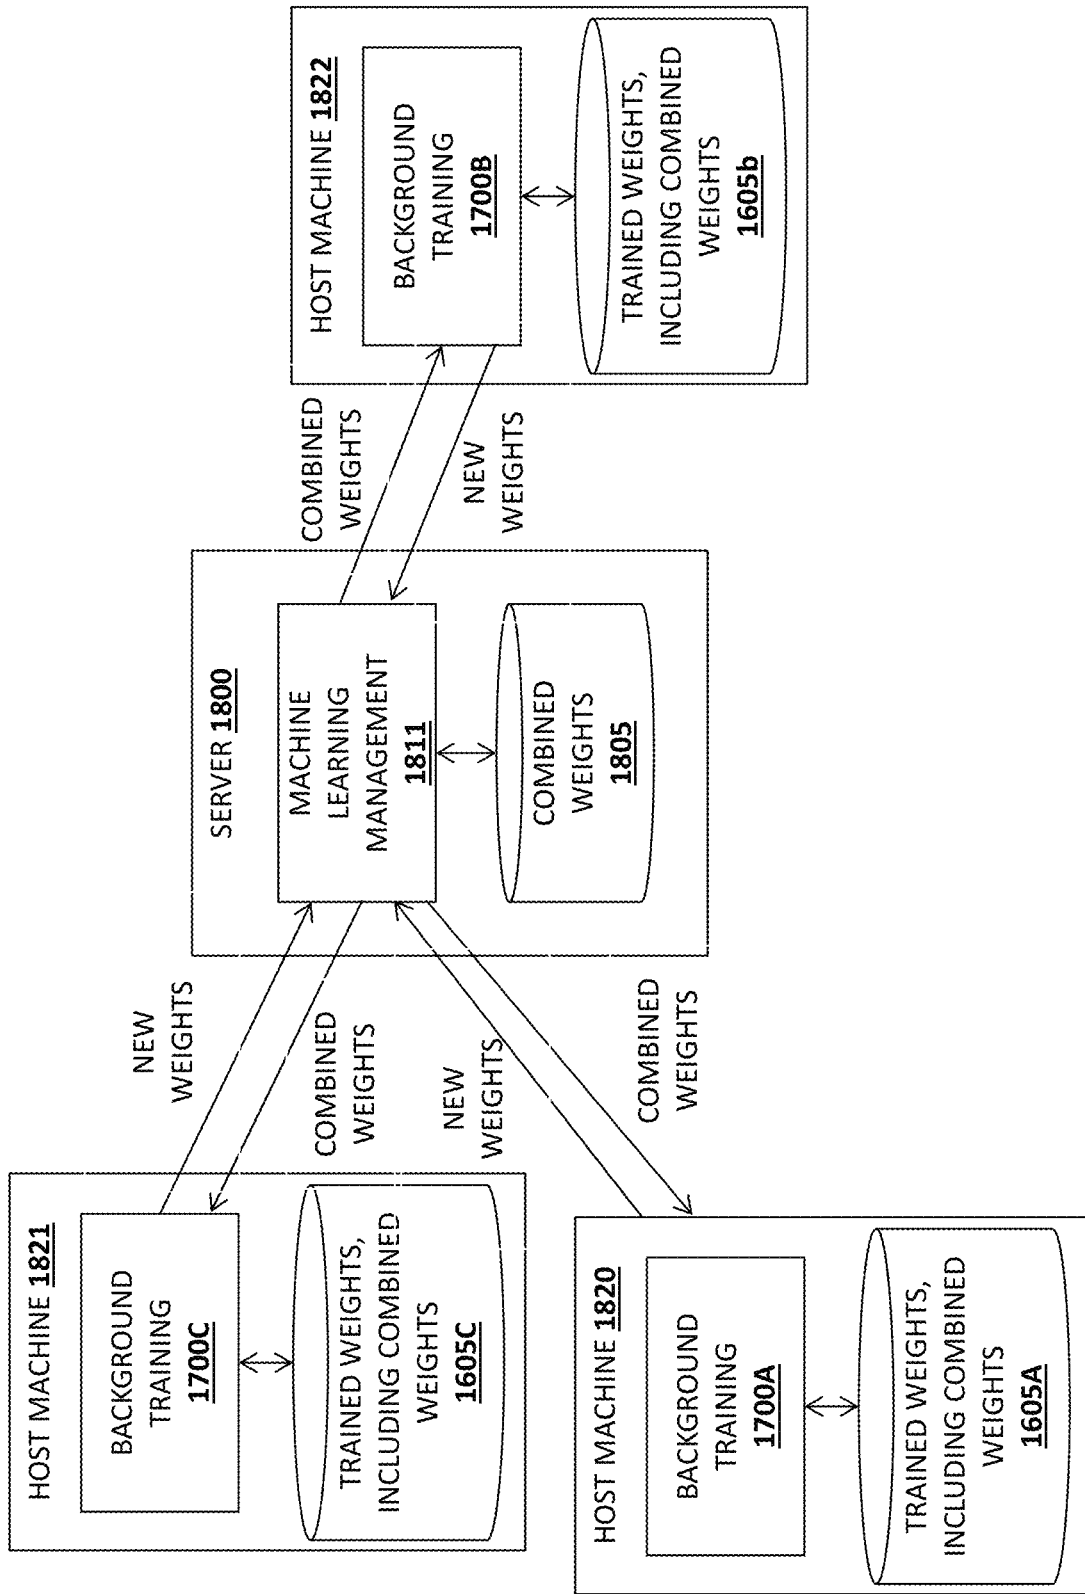 HOST MACHINE 1821
BACKGROUND
TRAINING
1700C
TRAINED WEIGHTS,
INCLUDING COMBINED
WEIGHTS
1605C
NEW
WEIGHTS
COMBINED
WEIGHTS
HOST MACHINE 1820
BACKGROUND
TRAINING
1700A
TRAINED WEIGHTS,
INCLUDING COMBINED
WEIGHTS
1605A
NEW
WEIGHTS
COMBINED
WEIGHTS
SERVER 1800
MACHINE
LEARNING
MANAGEMENT
1811
COMBINED
WEIGHTS
1805
COMBINED
WEIGHTS
NEW
WEIGHTS
HOST MACHINE 1822
BACKGROUND
TRAINING
1700B
TRAINED WEIGHTS,
INCLUDING COMBINED
WEIGHTS
1605b